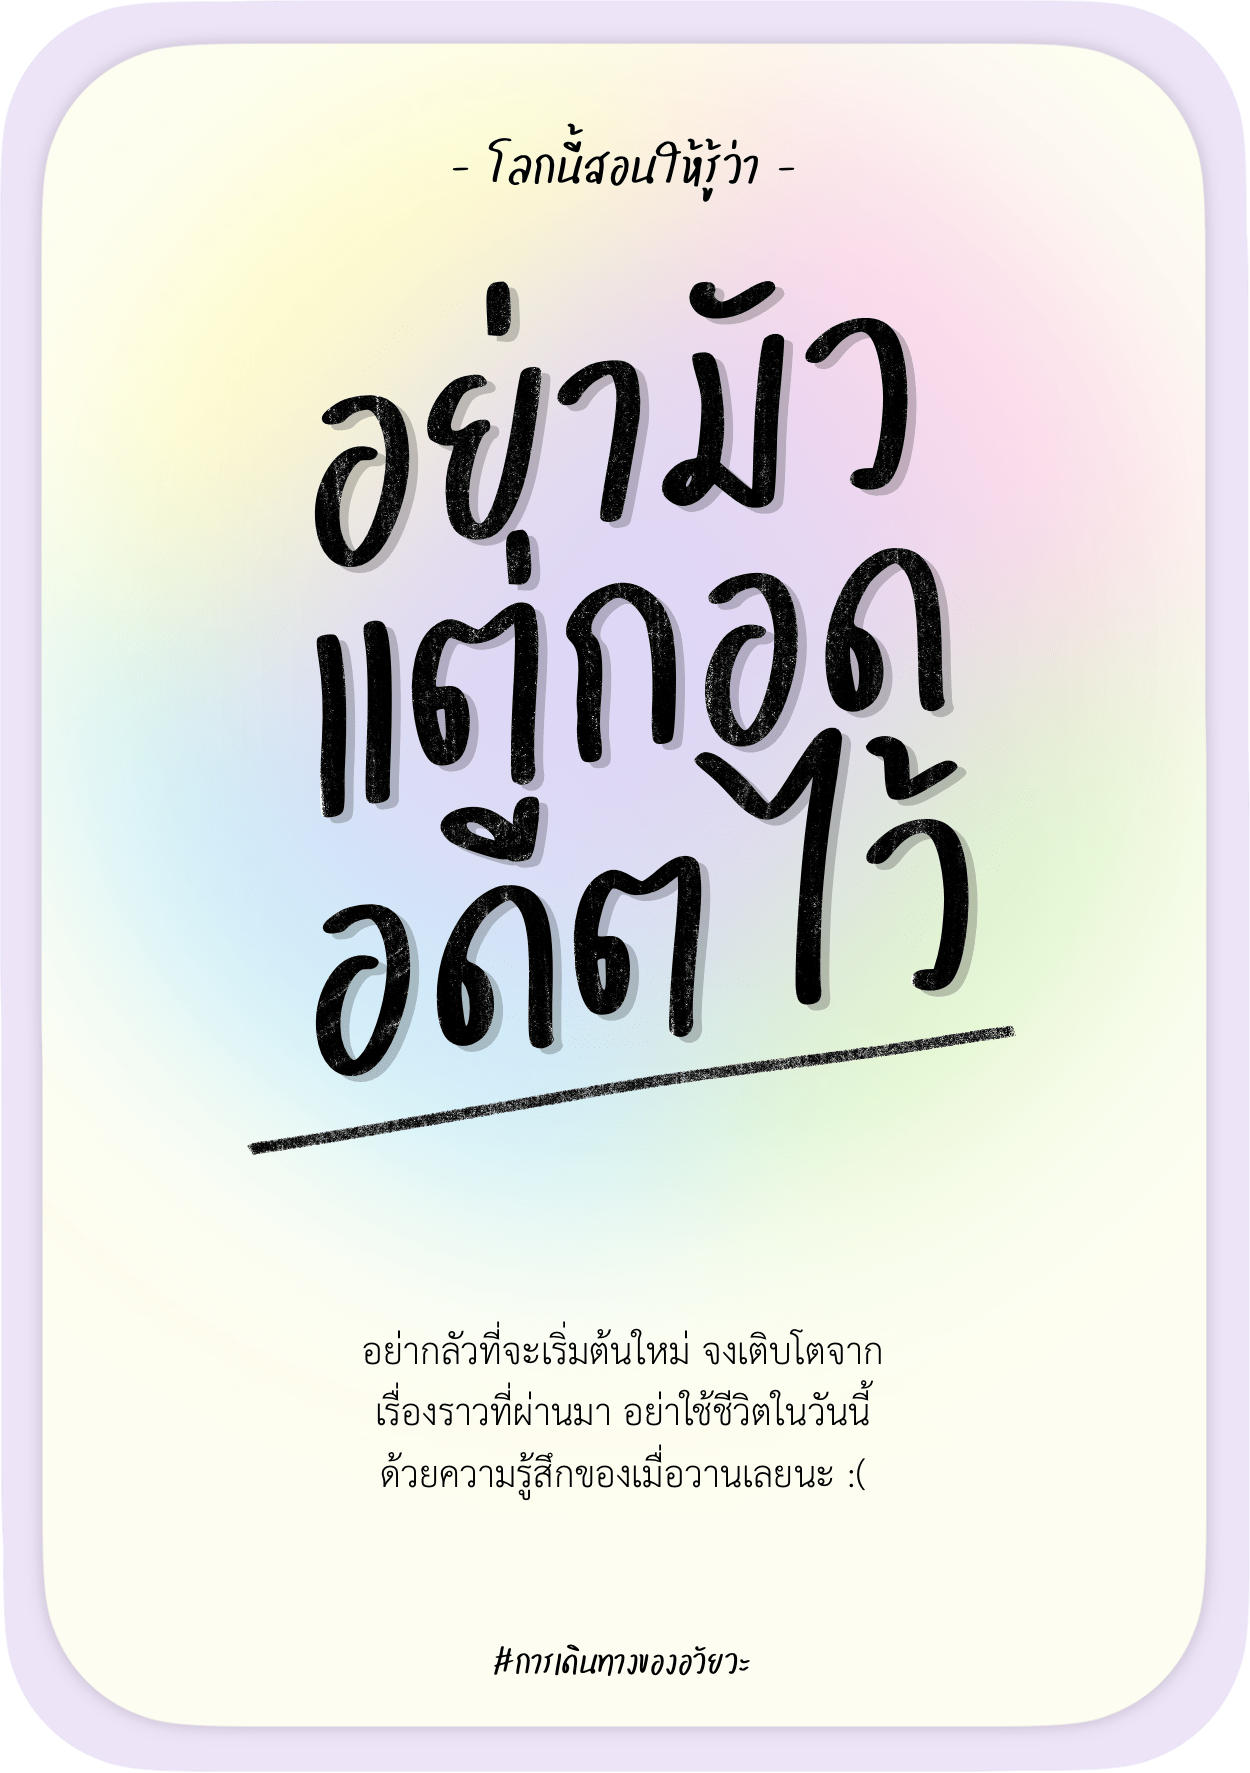 - โลกนี้สอนให้รู้ว่า -
อย่ามัว
แต่กอด
อดีตไว้
อย่ากลัวที่จะเริ่มต้นใหม่ จงเติบโตจาก
เรื่องราวที่ผ่านมา อย่าใช้ชีวิตในวันนี้
ด้วยความรู้สึกของเมื่อวานเลยนะ :(
#การเดินทางของอวัยวะ